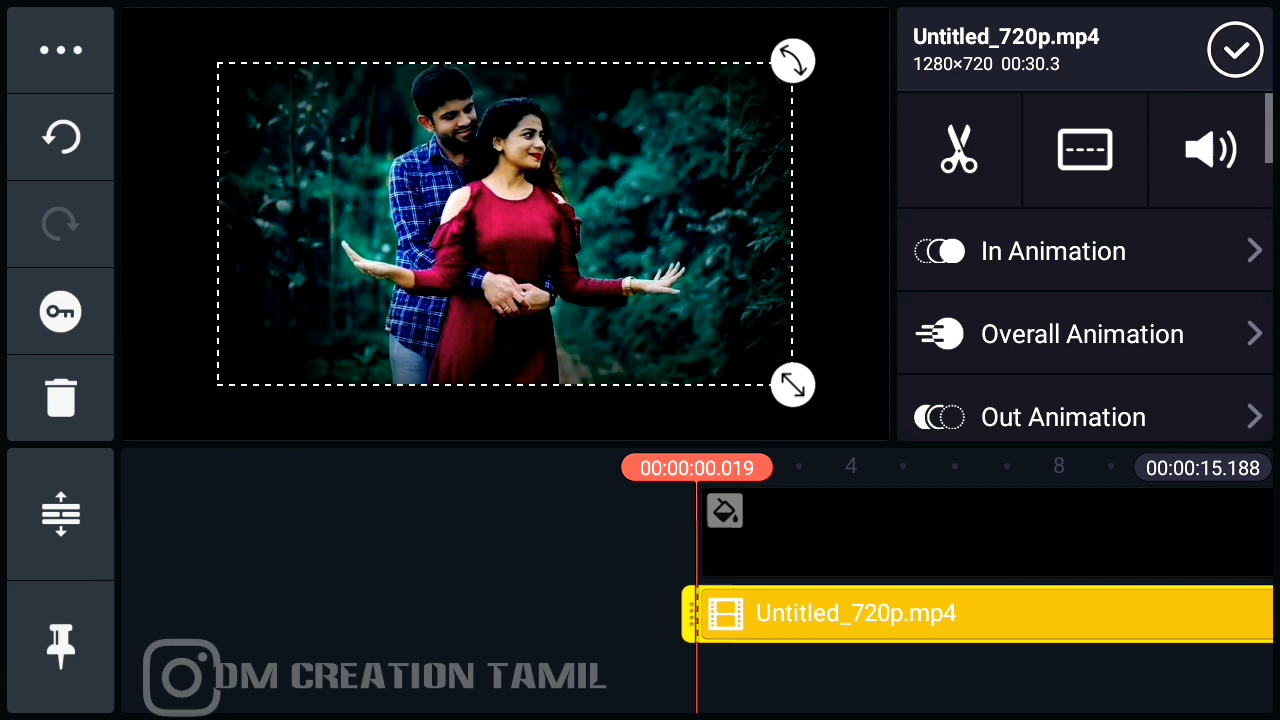 Untitled_720p.mp4
1280×720 00:30.3
In Animation
Overall Animation
Out Animation
00:00:00.019
4
8
00:00:15.188
Untitled_720p.mp4
DM CREATION TAMIL